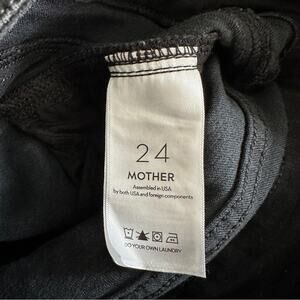 24
MOTHER
Assembled in USA
by both USA and foreign components
DO YOUR OWN LAUNDRY